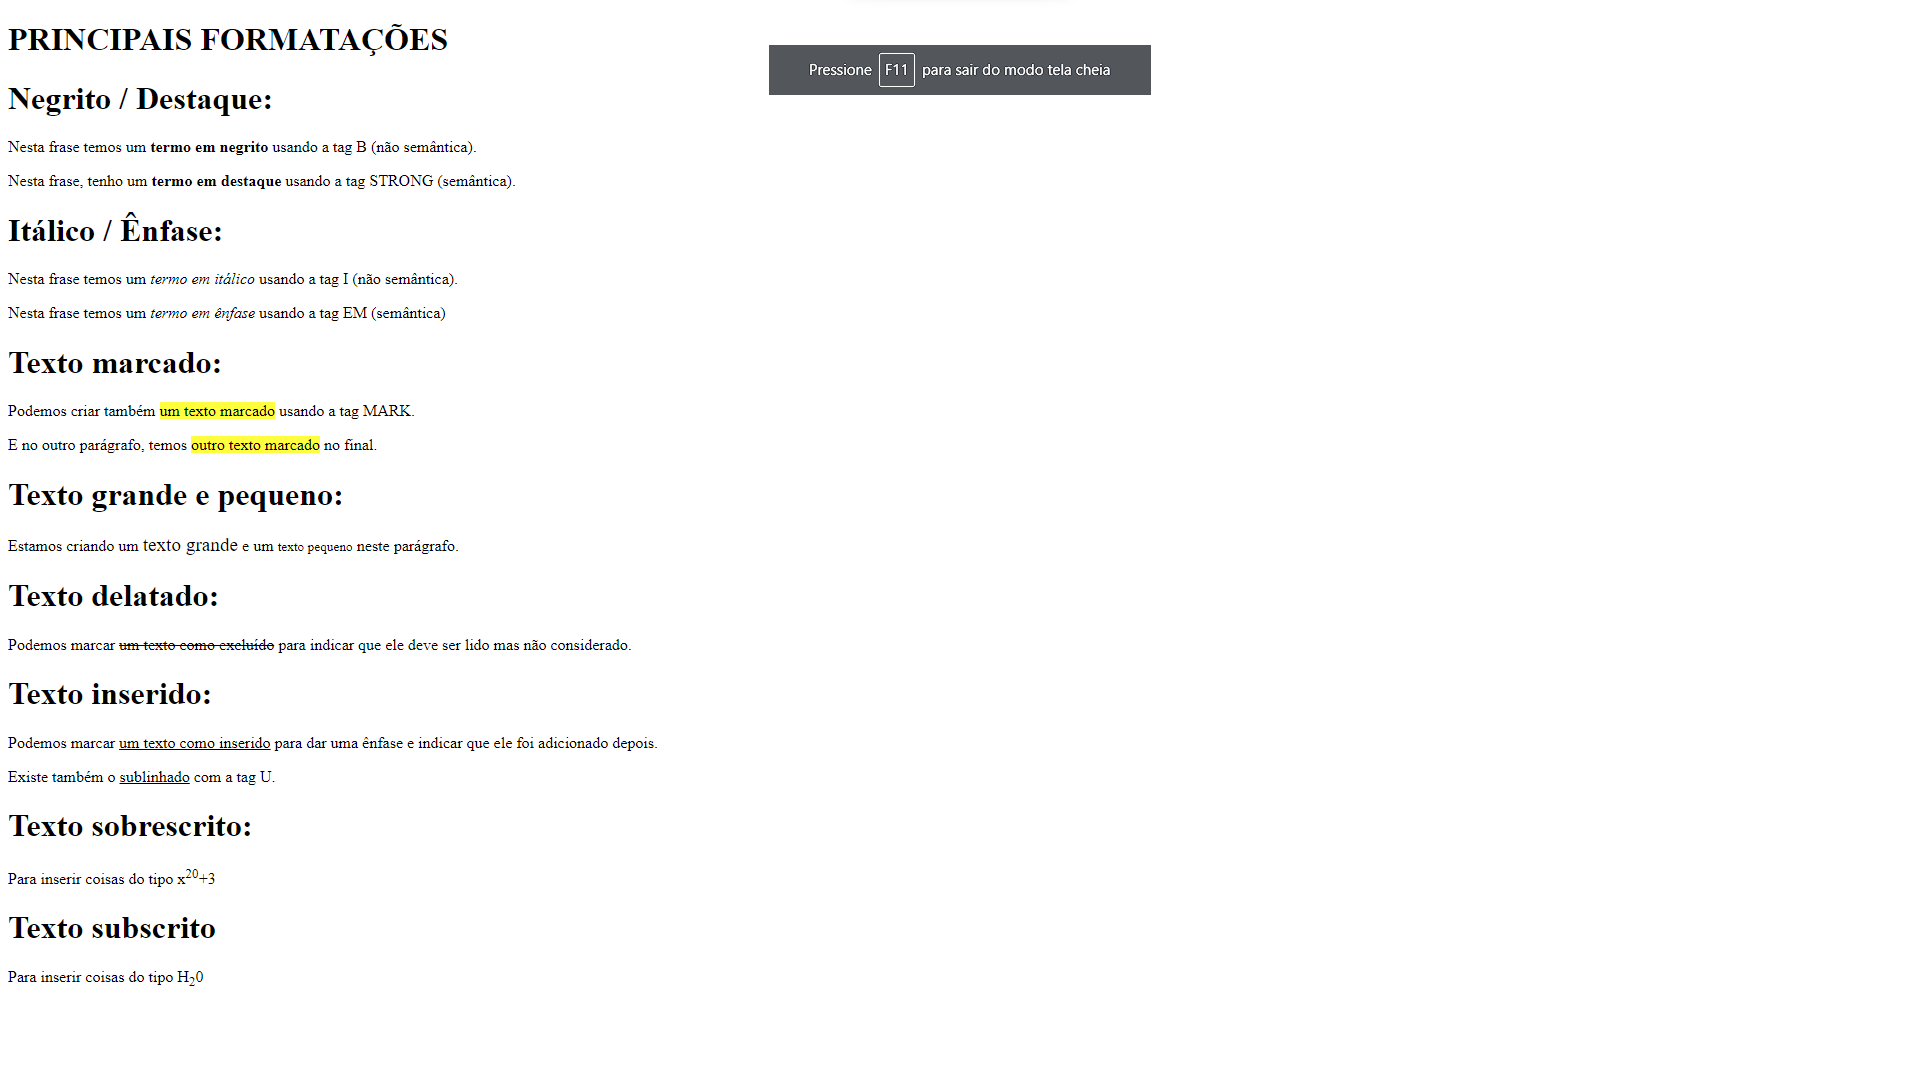 PRINCIPAIS FORMATAÇÕES
Pressione F11 para sair do modo tela cheia
Negrito / Destaque:
Nesta frase temos um termo em negrito usando a tag B (não semântica).
Nesta frase, tenho um termo em destaque usando a tag STRONG (semântica).
Itálico / Ênfase:
Nesta frase temos um termo em itálico usando a tag I (não semântica).
Nesta frase temos um termo em ênfase usando a tag EM (semântica)
Texto marcado:
Podemos criar também um texto marcado usando a tag MARK.
E no outro parágrafo, temos outro texto marcado no fínal.
Texto grande e pequeno:
Estamos criando um texto grande e um texto pequeno neste parágrafo.
Texto delatado:
Podemos marcar um texto como excluído para indicar que ele deve ser lido mas não considerado.
Texto inserido:
Podemos marcar um texto como inserido para dar uma ênfase e indicar que ele foi adicionado depois.
Existe também o sublinhado com a tag U.
Texto sobrescrito:
Para inserir coisas do tipo x²⁰+3
Texto subscrito
Para inserir coisas do tipo H₂0